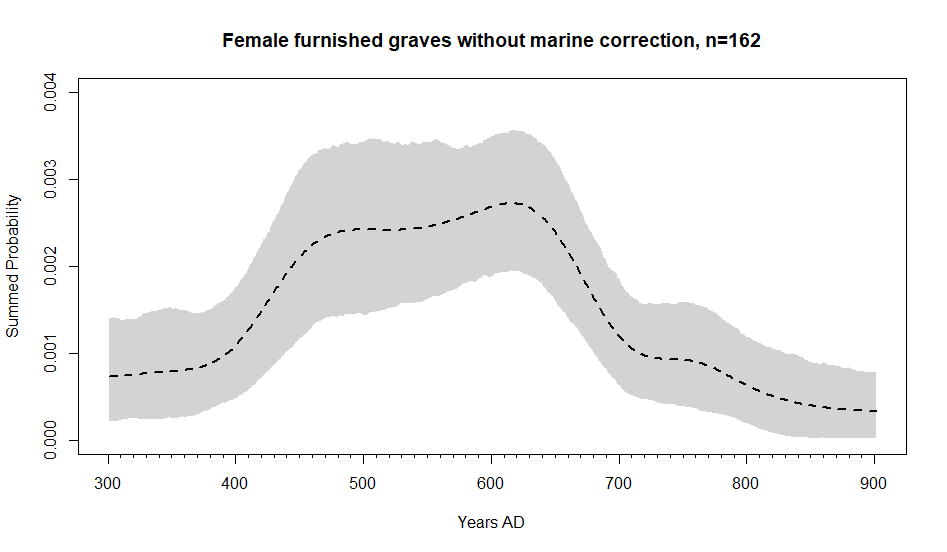 Female furnished graves without marine correction, n=162
0.004
0.003
0.002
0.001
0.000
Summed Probability
300 400 500 600 700 800 900
Years AD